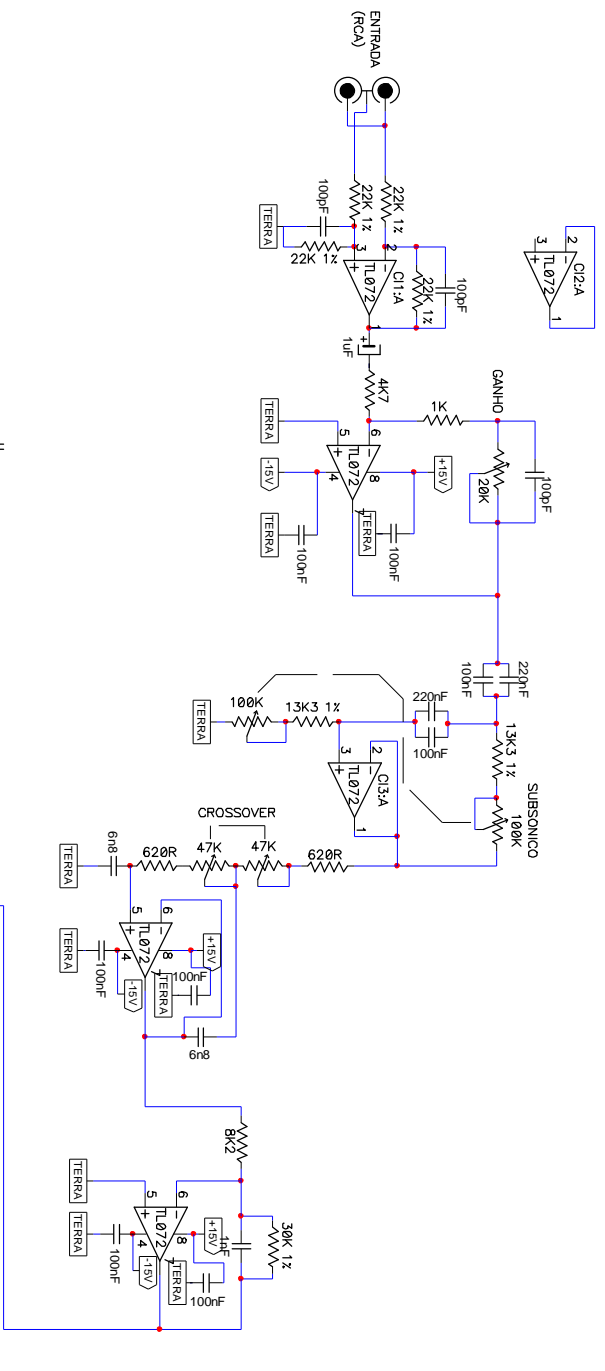 ENTRADA
(RCA)
22K 1%
22K 1%
100pF
TERRA
22K 1%
3
2
+
−
TL072
CI1:A
1
22K 1%
100pF
2
3
−
+
TL072
CI2:A
1
+
1uF
4K7
1K
GANHO
20K
100pF
TERRA
5
6
+
−
TL072
7
4
8
-15V
+15V
TERRA
100nF
TERRA
100nF
100nF
220nF
13K3 1%
SUBSONICO
100K
220nF
100nF
TERRA
100K
13K3 1%
3
2
+
−
TL072
CI3:A
1
CROSSOVER
TERRA
6n8
620R
47K
47K
620R
5
6
+
−
TL072
7
4
8
TERRA
100nF
-15V
+15V
TERRA
100nF
6n8
8K2
TERRA
5
6
+
−
TL072
7
4
8
TERRA
100nF
-15V
+15V
TERRA
100nF
1nF
30K 1%